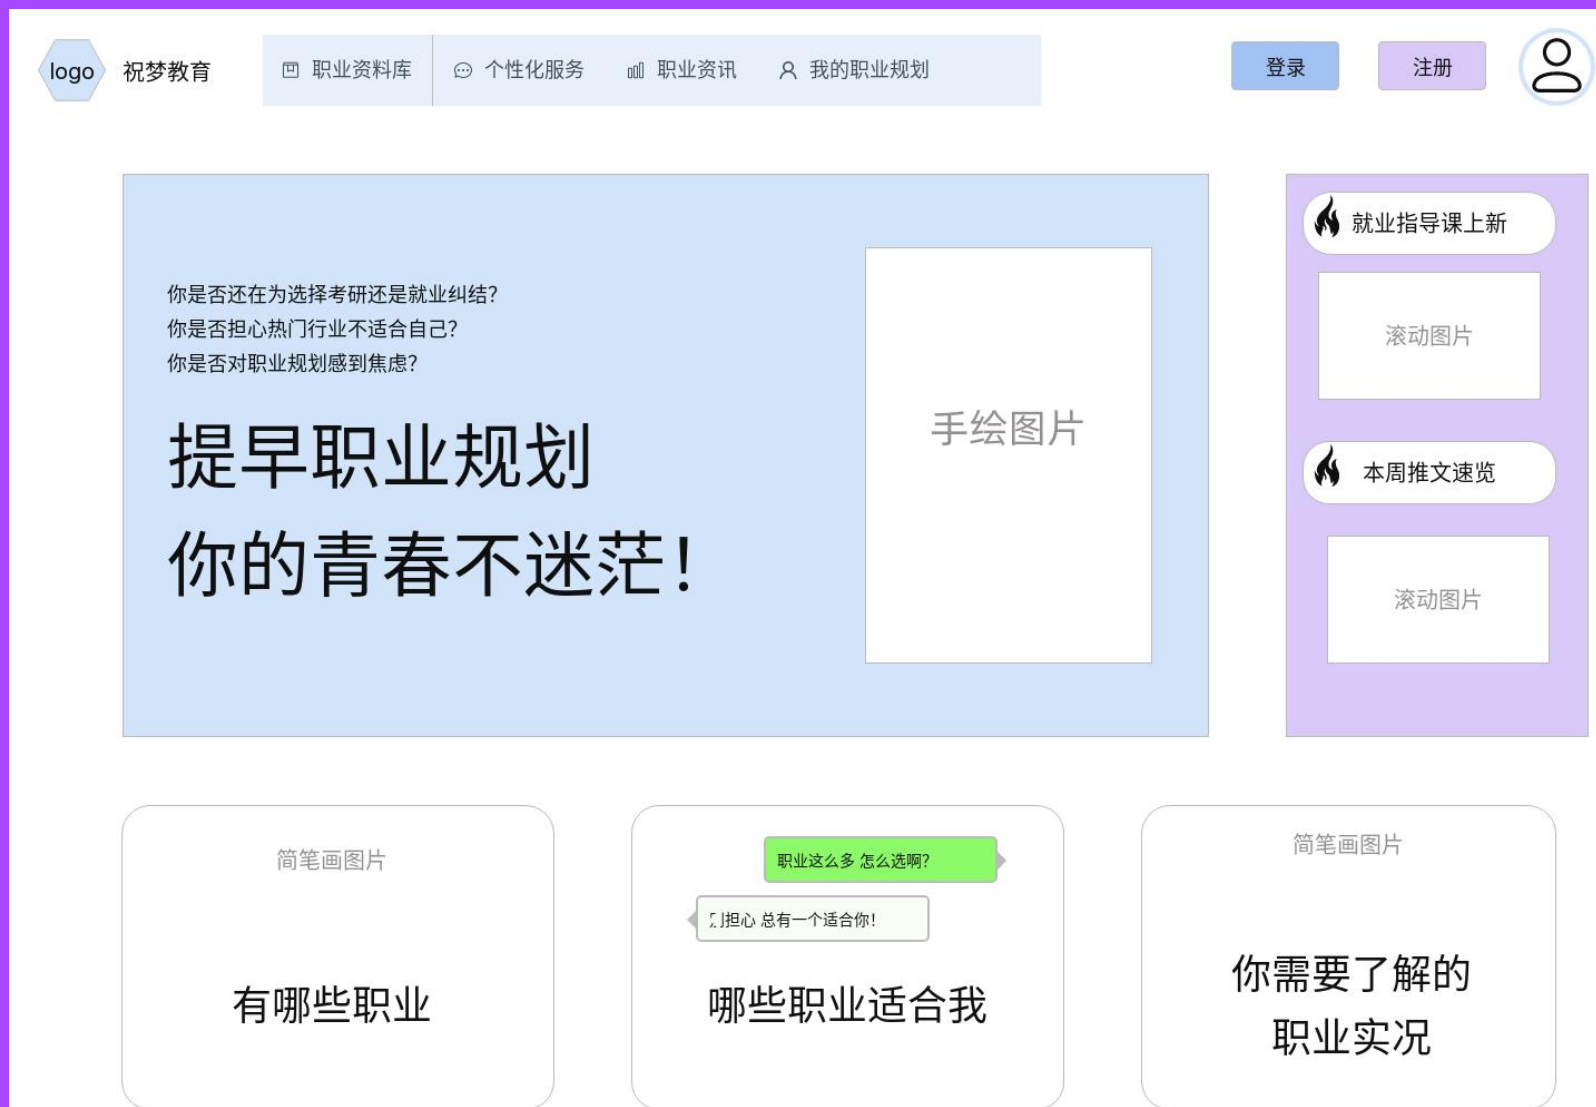 logo
祝梦教育
职业资料库
个性化服务
职业资讯
我的职业规划
登录
注册
你是否还在为选择考研还是就业纠结？
你是否担心热门行业不适合自己？
你是否对职业规划感到焦虑？
提早职业规划
你的青春不迷茫！
手绘图片
就业指导课上新
滚动图片
本周推文速览
滚动图片
简笔画图片
有哪些职业
职业这么多 怎么选啊？
担心 总有一个适合你！
哪些职业适合我
简笔画图片
你需要了解的
职业实况